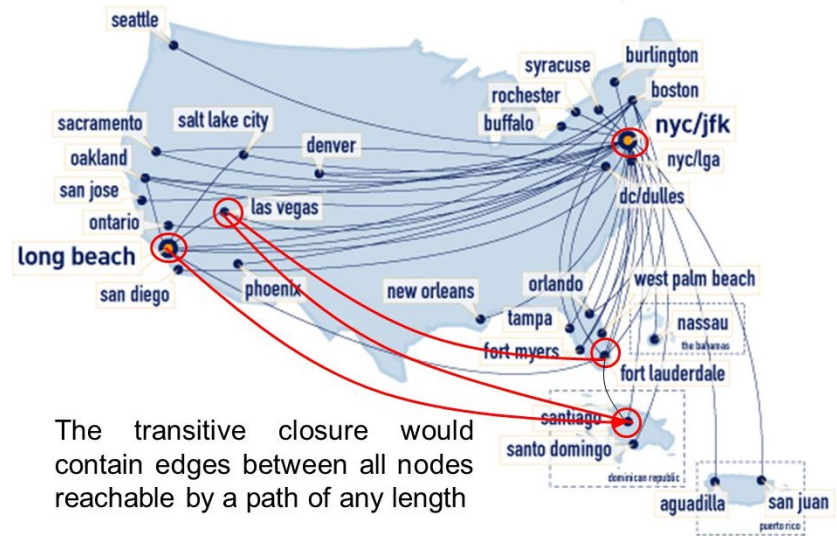 seattle
burlington
syracuse
boston
rochester
nyc/jfk
buffalo
sacramento
salt lake city
denver
oakland
nyc/lga
san jose
dc/dulles
las vegas
ontario
long beach
san diego
phoenix
new orleans
orlando
west palm beach
tampa
nassau
the bahamas
fort myers
fort lauderdale
santiago
santo domingo
dominican republic
The transitive closure would
contain edges between all nodes
reachable by a path of any length
aguadilla
san juan
puerto rico